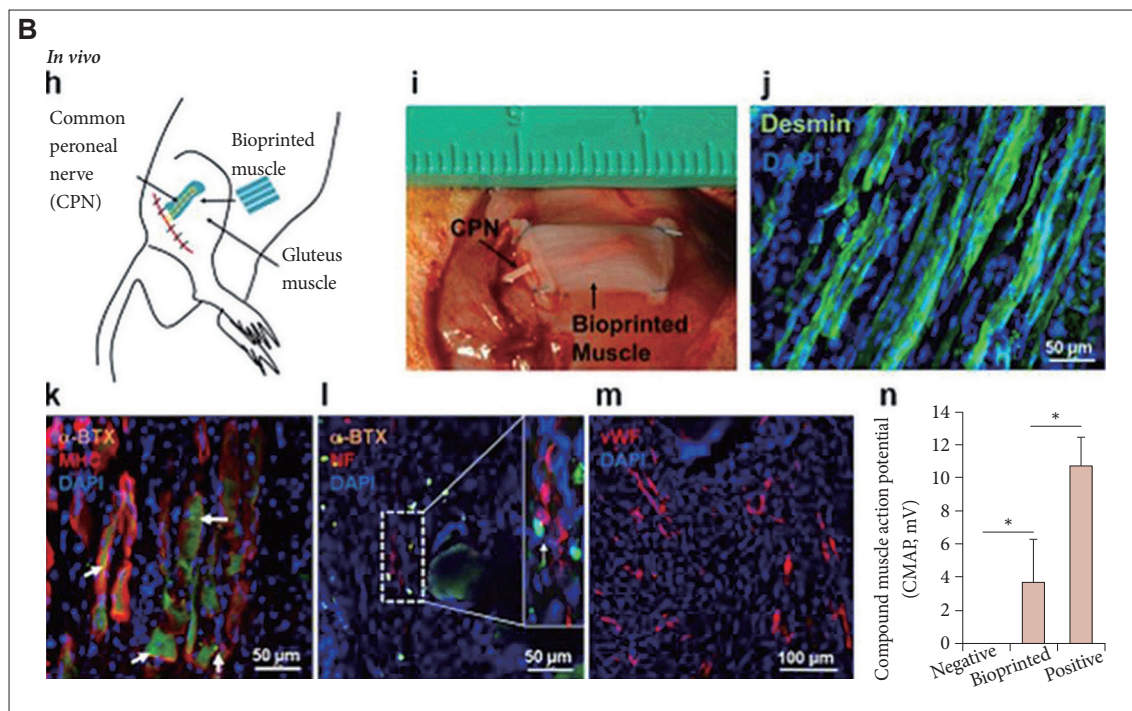 B
In vivo
h
Common
peroneal
nerve
(CPN)
Bioprinted
muscle
Gluteus
muscle
i
CPN
Bioprinted
Muscle
j
Desmin
DAPI
50 µm
k
α-BTX
MHC
DAPI
50 µm
l
α-BTX
NF
DAPI
50 µm
m
vWF
DAPI
100 µm
n
Compound muscle action potential
(CMAP, mV)
14
12
10
8
6
4
2
0
*
*
Negative
Bioprinted
Positive